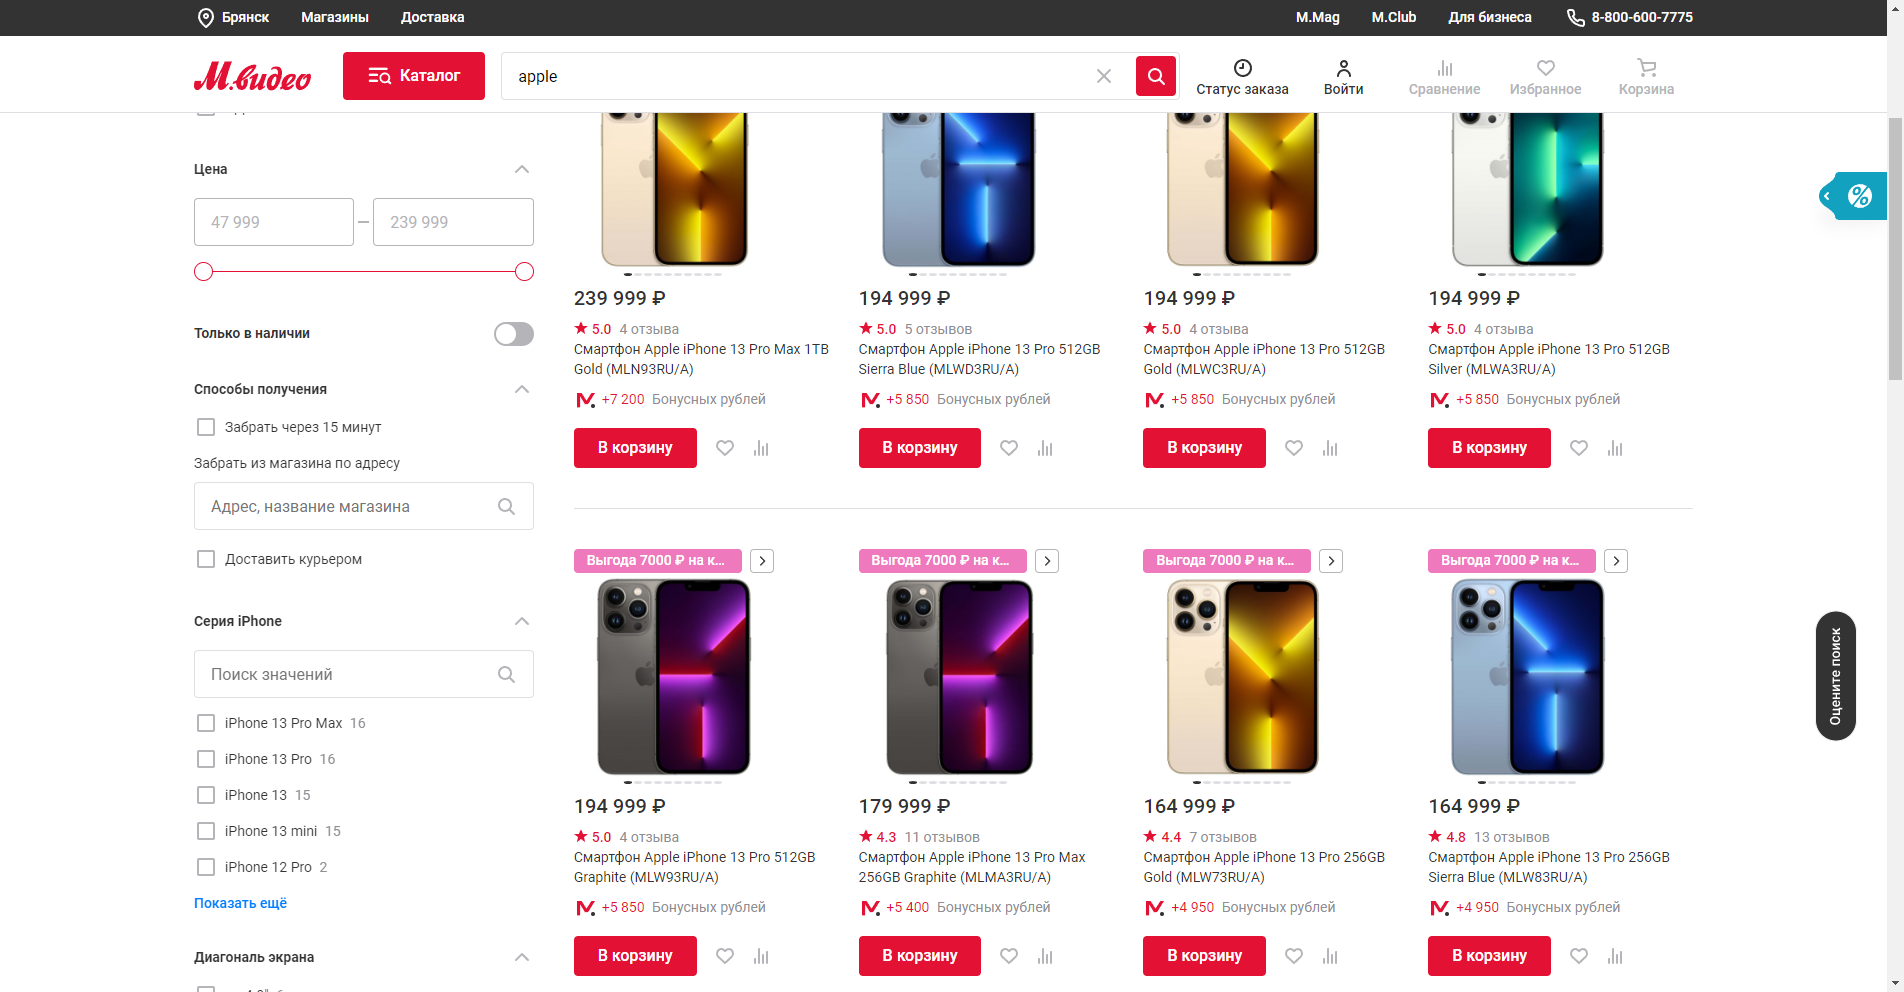 Брянск
Магазины
Доставка
M.Mag
M.Club
Для бизнеса
8-800-600-7775
М.видео
Каталог
apple
Статус заказа
Войти
Сравнение
Избранное
Корзина
Цена
47 999
–
239 999
Только в наличии
Способы получения
Забрать через 15 минут
Забрать из магазина по адресу
Адрес, название магазина
Доставить курьером
Серия iPhone
Поиск значений
iPhone 13 Pro Max 16
iPhone 13 Pro 16
iPhone 13 15
iPhone 13 mini 15
iPhone 12 Pro 2
Показать ещё
Диагональ экрана
239 999 ₽
5.0 4 отзыва
Смартфон Apple iPhone 13 Pro Max 1TB
Gold (MLN93RU/A)
+7 200 Бонусных рублей
В корзину
194 999 ₽
5.0 5 отзывов
Смартфон Apple iPhone 13 Pro 512GB
Sierra Blue (MLWD3RU/A)
+5 850 Бонусных рублей
В корзину
194 999 ₽
5.0 4 отзыва
Смартфон Apple iPhone 13 Pro 512GB
Gold (MLWC3RU/A)
+5 850 Бонусных рублей
В корзину
194 999 ₽
5.0 4 отзыва
Смартфон Apple iPhone 13 Pro 512GB
Silver (MLWA3RU/A)
+5 850 Бонусных рублей
В корзину
Выгода 7000 ₽ на к...
194 999 ₽
5.0 4 отзыва
Смартфон Apple iPhone 13 Pro 512GB
Graphite (MLW93RU/A)
+5 850 Бонусных рублей
В корзину
Выгода 7000 ₽ на к...
179 999 ₽
4.3 11 отзывов
Смартфон Apple iPhone 13 Pro Max
256GB Graphite (MLMA3RU/A)
+5 400 Бонусных рублей
В корзину
Выгода 7000 ₽ на к...
164 999 ₽
4.4 7 отзывов
Смартфон Apple iPhone 13 Pro 256GB
Gold (MLW73RU/A)
+4 950 Бонусных рублей
В корзину
Выгода 7000 ₽ на к...
164 999 ₽
4.8 13 отзывов
Смартфон Apple iPhone 13 Pro 256GB
Sierra Blue (MLW83RU/A)
+4 950 Бонусных рублей
В корзину
%
Оцените поиск